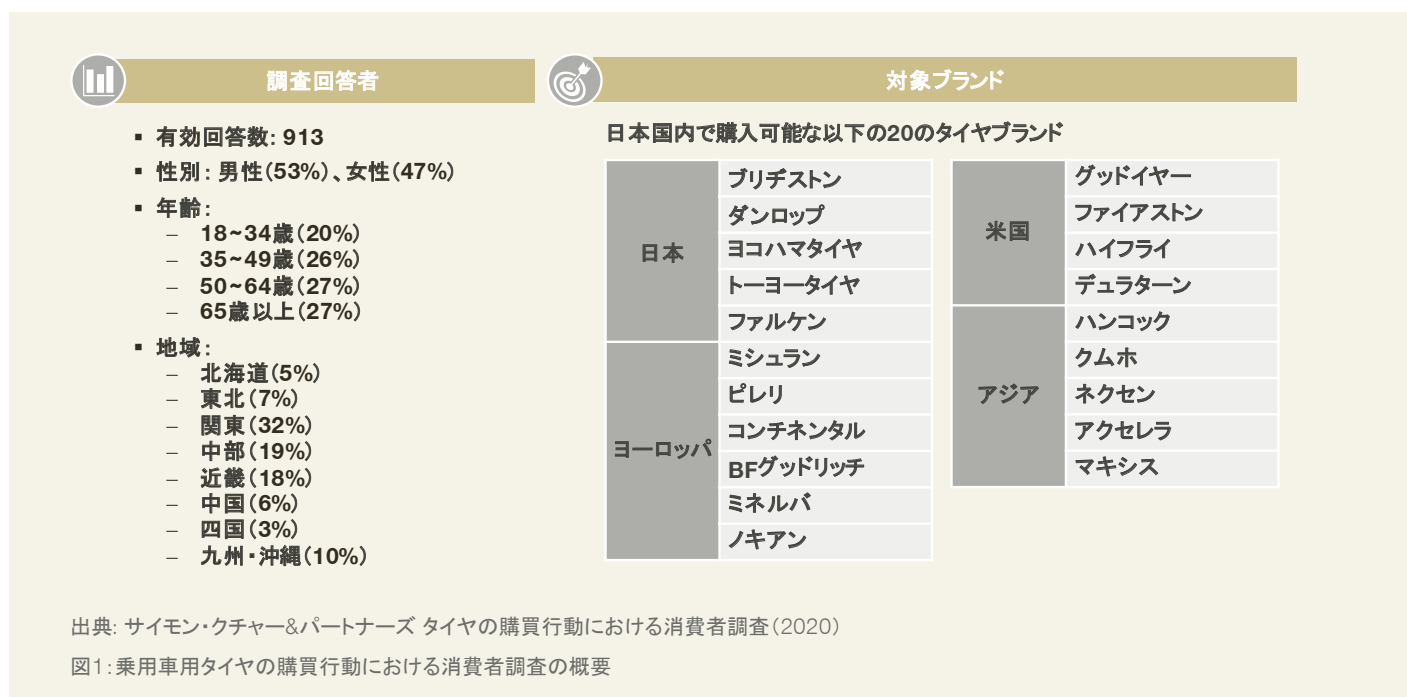 調査回答者
▪ 有効回答数: 913
▪ 性別: 男性(53%)、女性(47%)
▪ 年齢:
– 18~34歳(20%)
– 35~49歳(26%)
– 50~64歳(27%)
– 65歳以上(27%)
▪ 地域:
– 北海道(5%)
– 東北(7%)
– 関東(32%)
– 中部(19%)
– 近畿(18%)
– 中国(6%)
– 四国(3%)
– 九州・沖縄(10%)
対象ブランド
日本国内で購入可能な以下の20のタイヤブランド
日本
ブリヂストン
ダンロップ
ヨコハマタイヤ
トーヨータイヤ
ファルケン
ヨーロッパ
ミシュラン
ピレリ
コンチネンタル
BFグッドリッチ
ミネルバ
ノキアン
米国
グッドイヤー
ファイアストン
ハイフライ
デュラターン
アジア
ハンコック
クムホ
ネクセン
アクセレラ
マキシス
出典: サイモン・クチャー&パートナーズ タイヤの購買行動における消費者調査(2020)
図1:乗用車用タイヤの購買行動における消費者調査の概要